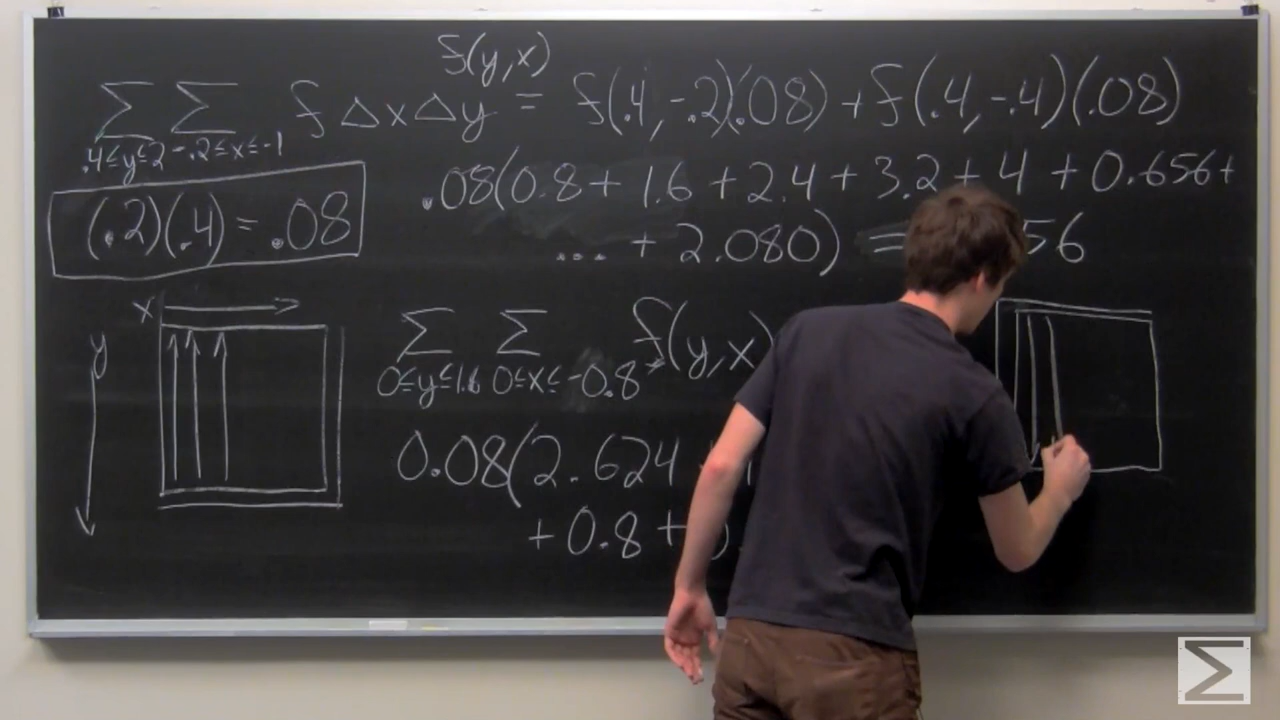 f(y,x)
∑ ∑ f Δx Δy = f(.4, -.2)(.08) + f(.4, -.4)(.08)
.4≤y≤2 -.2≤x≤-1
(.2)(.4) = .08
.08(0.8 + 1.6 + 2.4 + 3.2 + 4 + 0.656+
... + 2.080) = 56
x
y
∑ ∑ f(y,x)
0≤y≤1.6 0≤x≤-0.8
0.08(2.624
+ 0.8 +
Σ